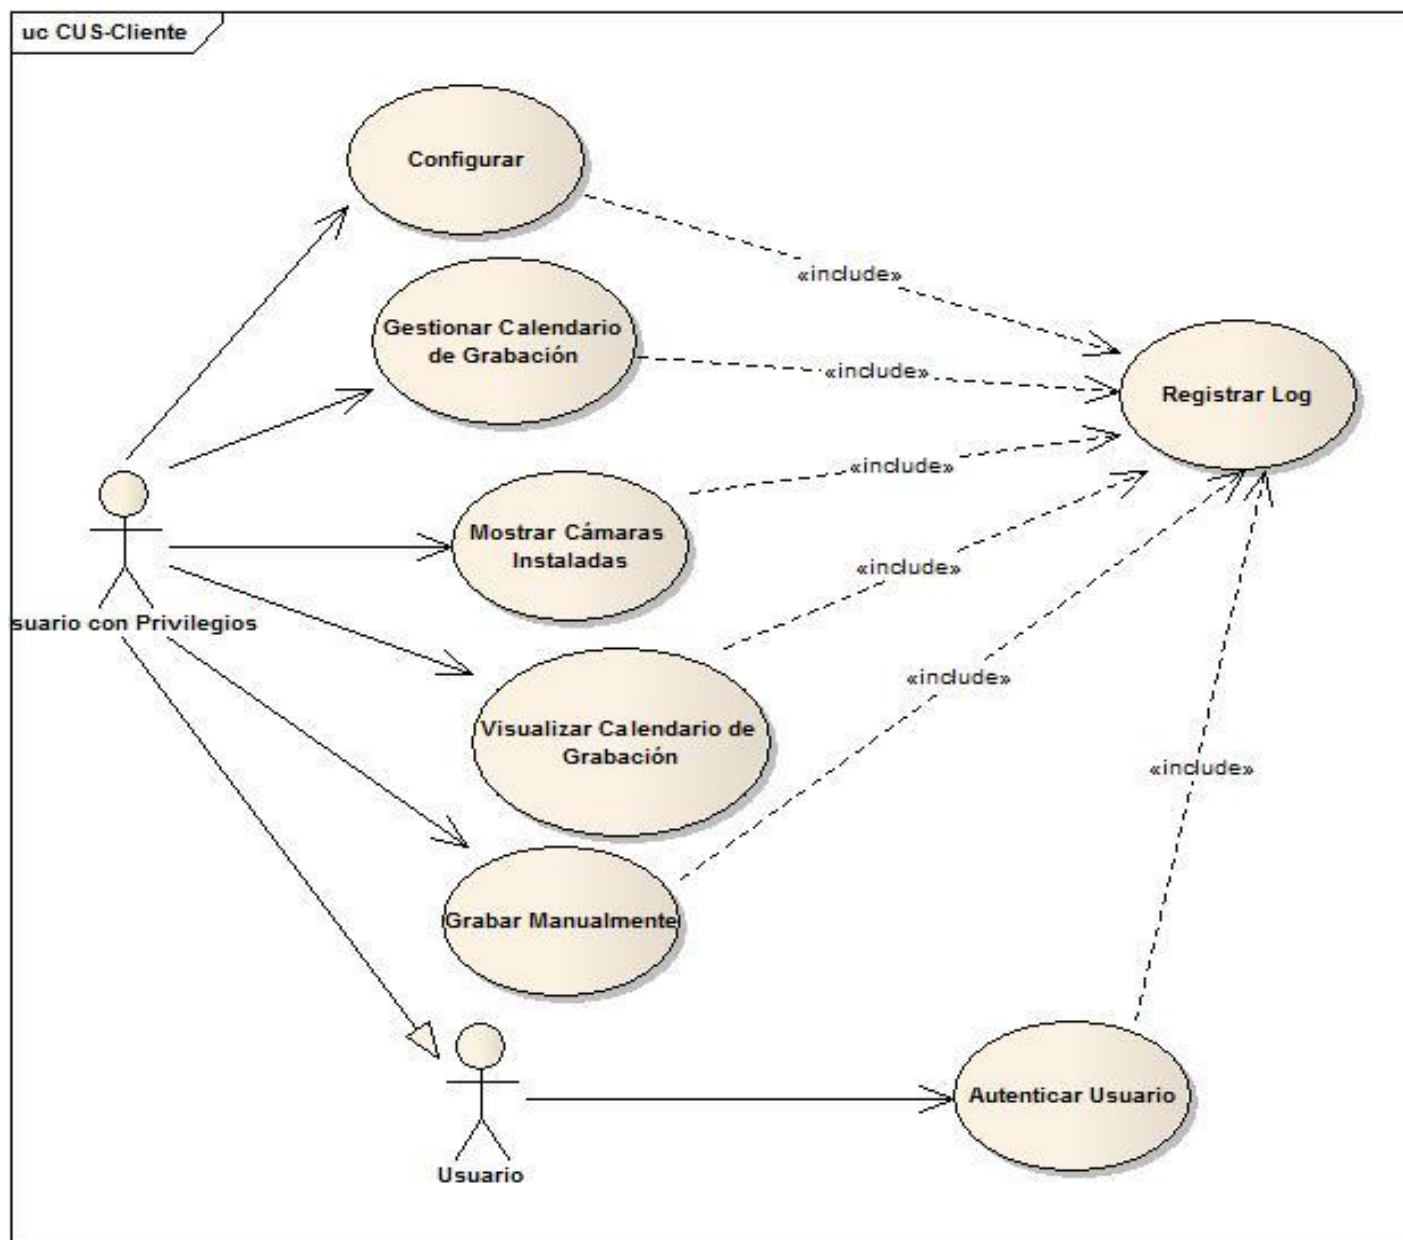 uc CUS-Cliente
Configurar
«include»
Gestionar Calendario
de Grabación
«include»
Registrar Log
«include»
Mostrar Cámaras
Instaladas
«include»
suario con Privilegios
«include»
Visualizar Calendario de
Grabación
«include»
Grabar Manualmente
Autenticar Usuario
Usuario